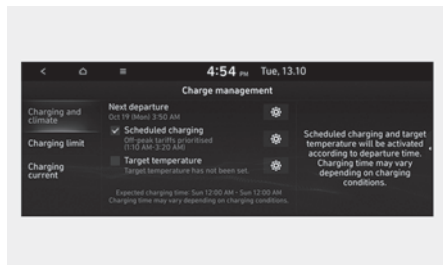 4:54 PM Tue, 13.10
Charge management
Charging and
climate
Charging limit
Charging
current
Next departure
Oct 19 (Mon) 3:50 AM
Scheduled charging
Off-peak tariffs prioritised
(1:10 AM-3:20 AM)
Target temperature
Target temperature has not been set.
Expected charging time: Sun 12:00 AM - Sun 12:00 AM
Charging time may vary depending on charging conditions.
Scheduled charging and target
temperature will be activated
according to departure time.
Charging time may vary
depending on charging
conditions.